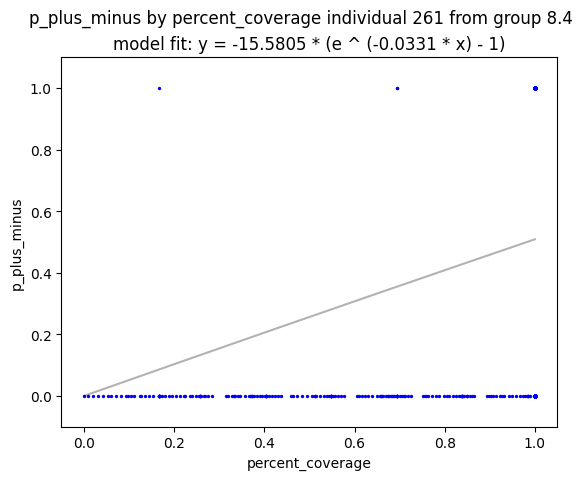 p_plus_minus by percent_coverage individual 261 from group 8.4
model fit: y = -15.5805 * (e ^ (-0.0331 * x) - 1)
1.0
0.8
0.6
0.4
0.2
0.0
p_plus_minus
0.0 0.2 0.4 0.6 0.8 1.0
percent_coverage